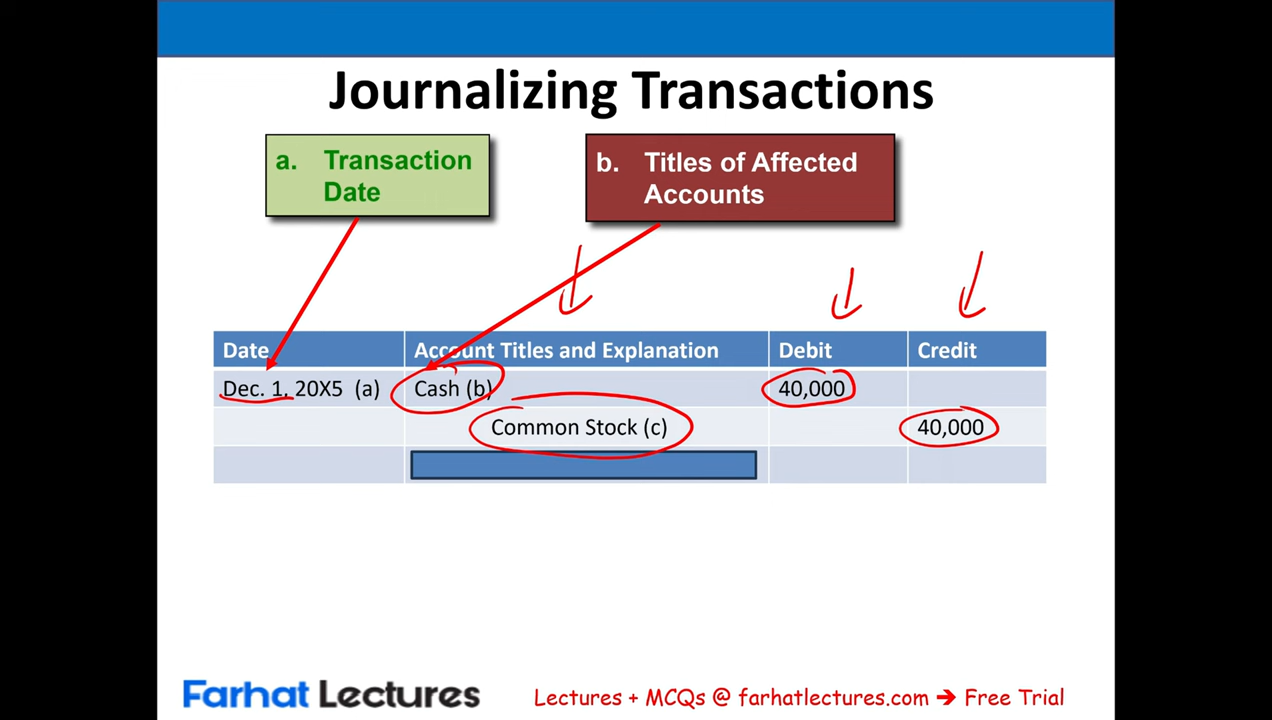 Journalizing Transactions
a. Transaction
Date
b. Titles of Affected
Accounts
Date Account Titles and Explanation Debit Credit
Dec. 1, 20X5 (a) Cash (b) 40,000
Common Stock (c) 40,000
Farhat Lectures Lectures + MCQs @ farhatlectures.com ➔ Free Trial